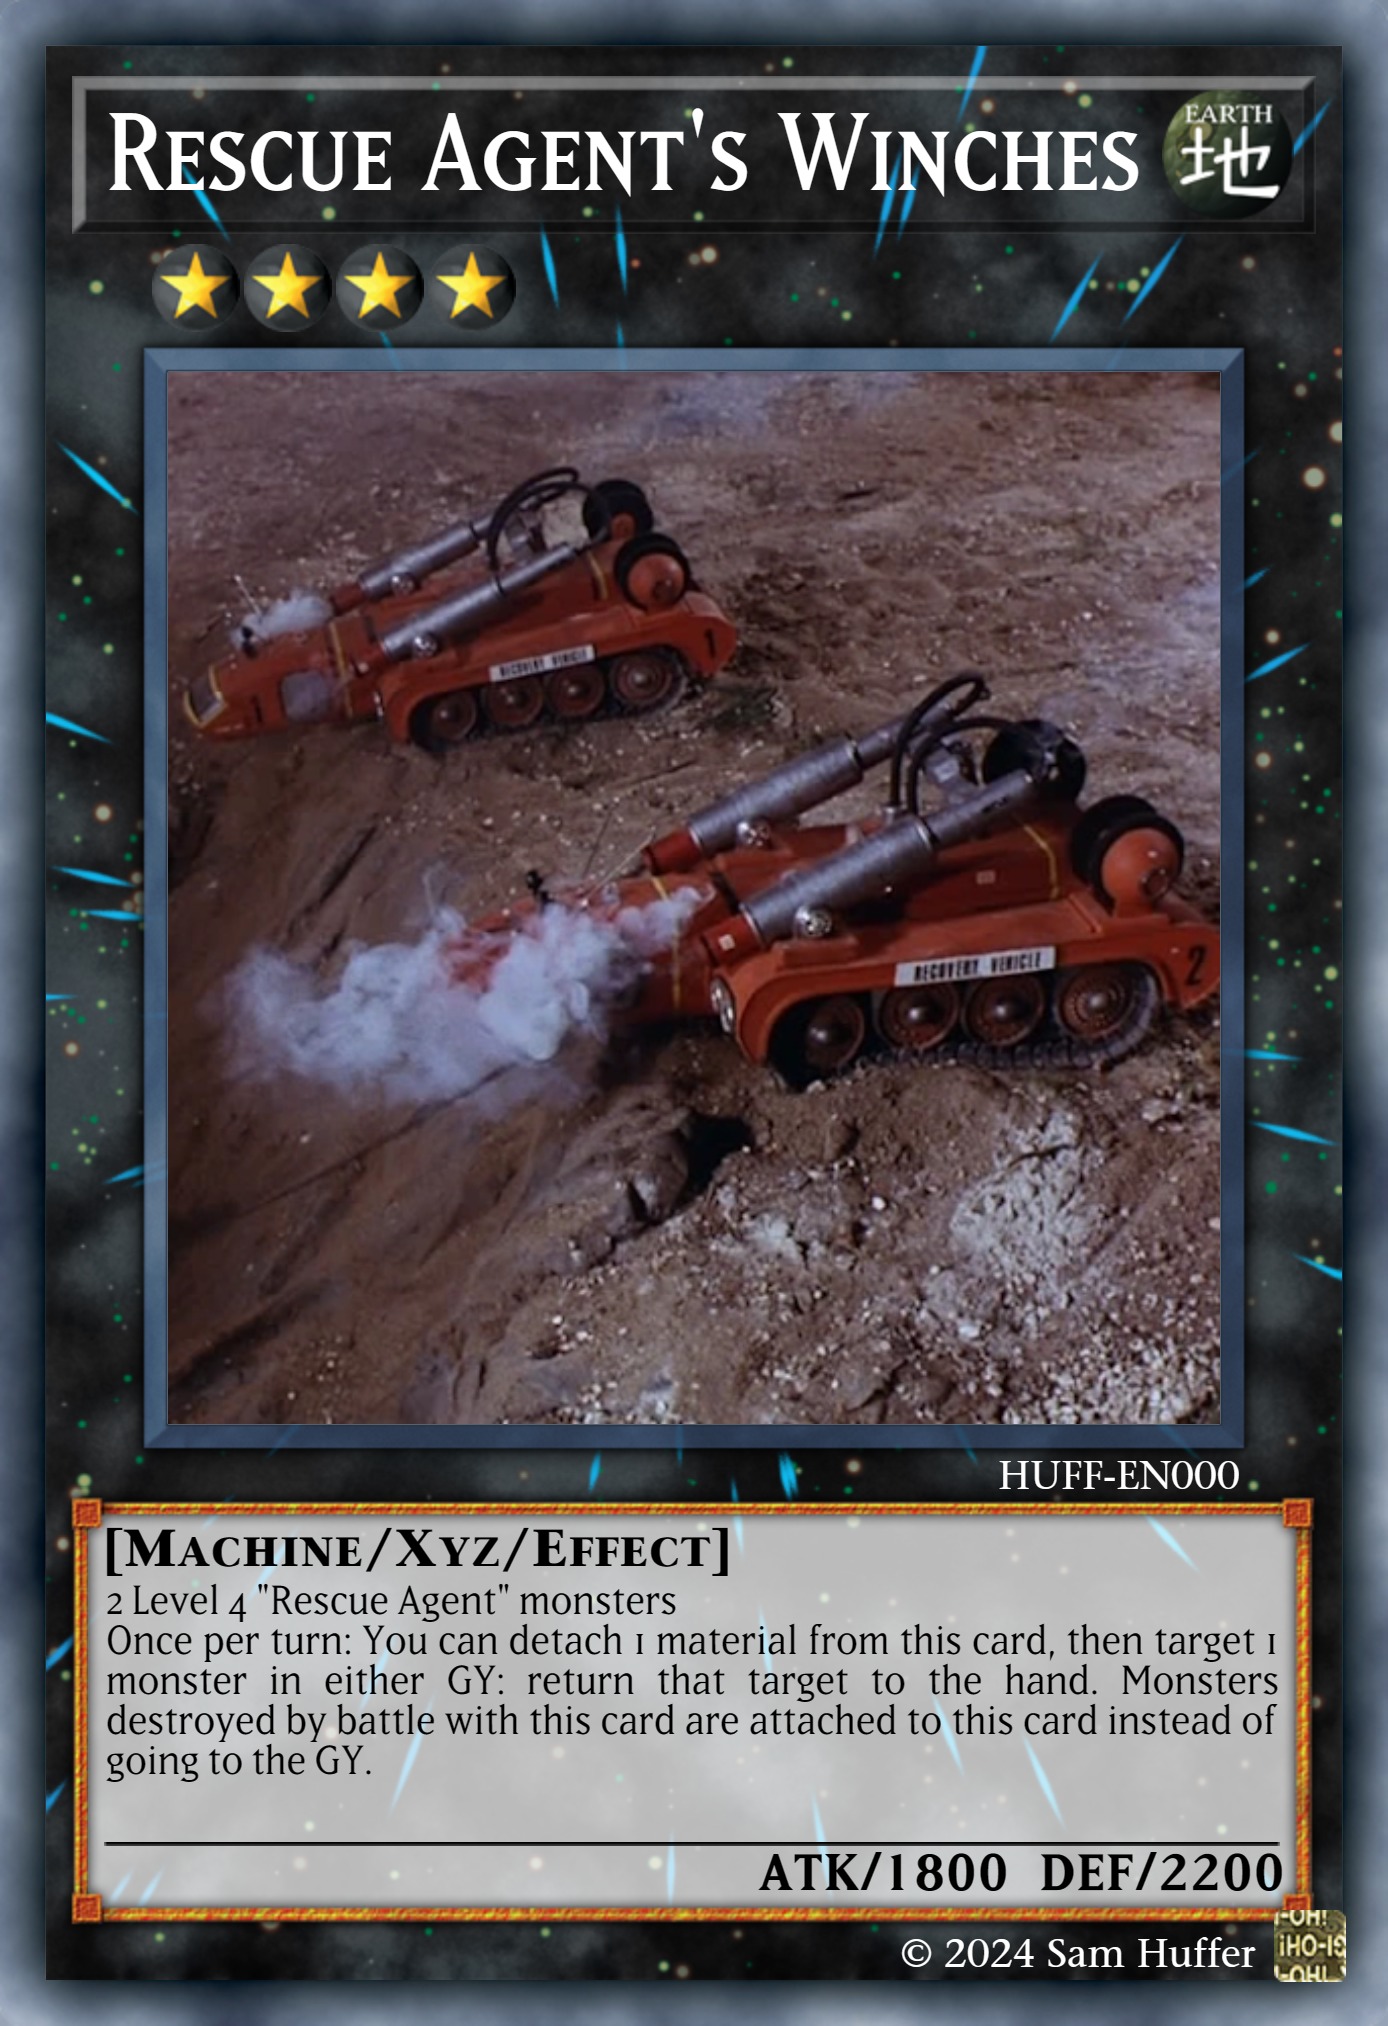 Rescue Agent's Winches
EARTH
地
RECOVERY VEHICLE
1
1
RECOVERY VEHICLE
2
HUFF-EN000
[Machine/Xyz/Effect]
2 Level 4 "Rescue Agent" monsters
Once per turn: You can detach 1 material from this card, then target 1
monster in either GY: return that target to the hand. Monsters
destroyed by battle with this card are attached to this card instead of
going to the GY.
ATK/1800 DEF/2200
© 2024 Sam Huffer
-OH!